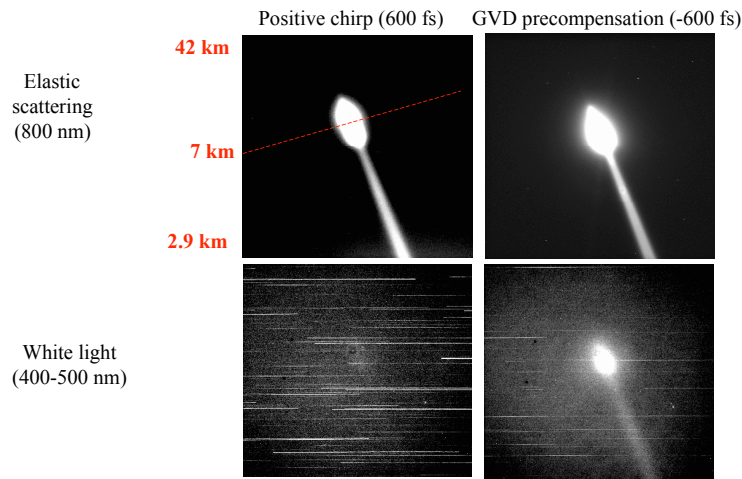 Positive chirp (600 fs)
GVD precompensation (-600 fs)
42 km
Elastic
scattering
(800 nm)
7 km
2.9 km
White light
(400-500 nm)